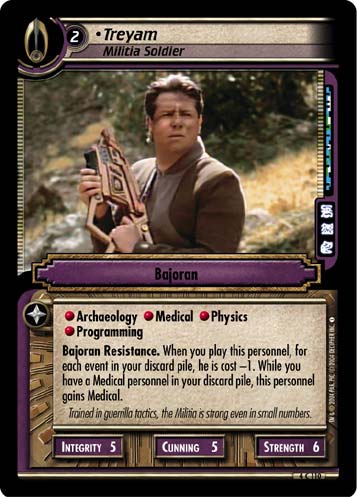 2
•Treyam
Militia Soldier
Bajoran
Archaeology Medical Physics
Programming
Bajoran Resistance. When you play this personnel, for
each event in your discard pile, he is cost –1. While you
have a Medical personnel in your discard pile, this personnel
gains Medical.
Trained in guerrilla tactics, the Militia is strong even in small numbers.
INTEGRITY 5 CUNNING 5 STRENGTH 6
4 C 110